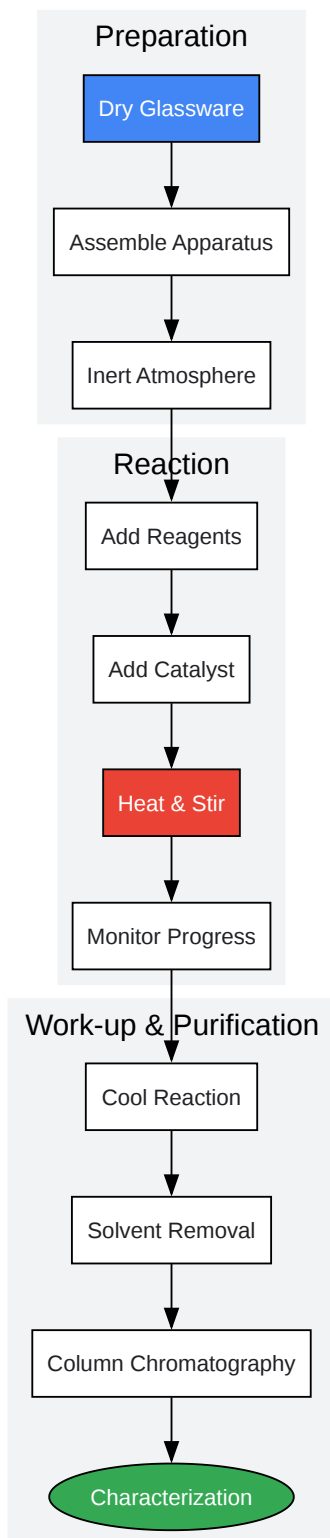 Preparation
Dry Glassware
Assemble Apparatus
Inert Atmosphere
Reaction
Add Reagents
Add Catalyst
Heat & Stir
Monitor Progress
Work-up & Purification
Cool Reaction
Solvent Removal
Column Chromatography
Characterization